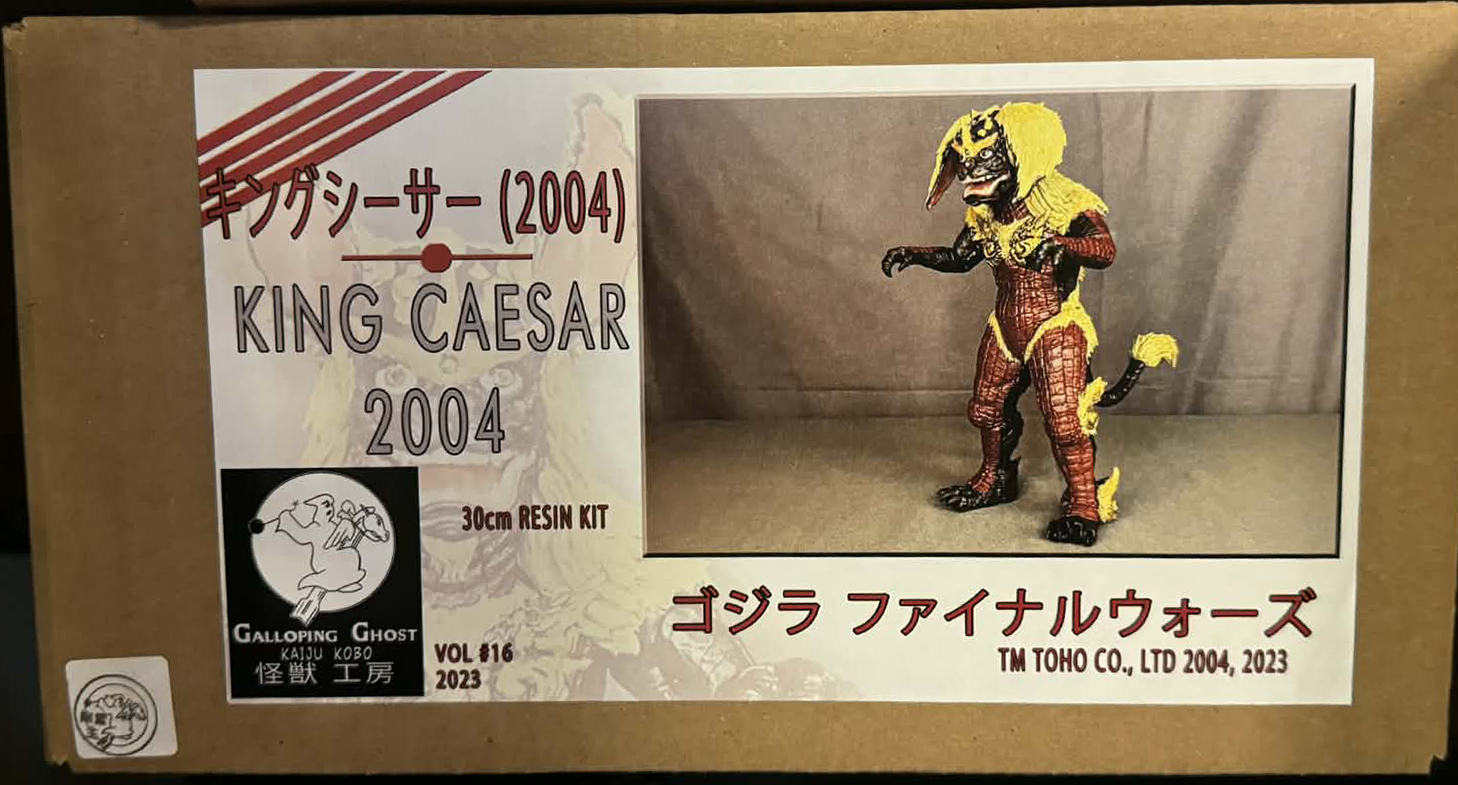 キングシーサー (2004)
KING CAESAR
2004
30cm RESIN KIT
GALLOPING GHOST
KAIJU KOBO
怪獣 工房
VOL #16
2023
ゴジラ ファイナルウォーズ
TM TOHO CO., LTD 2004, 2023